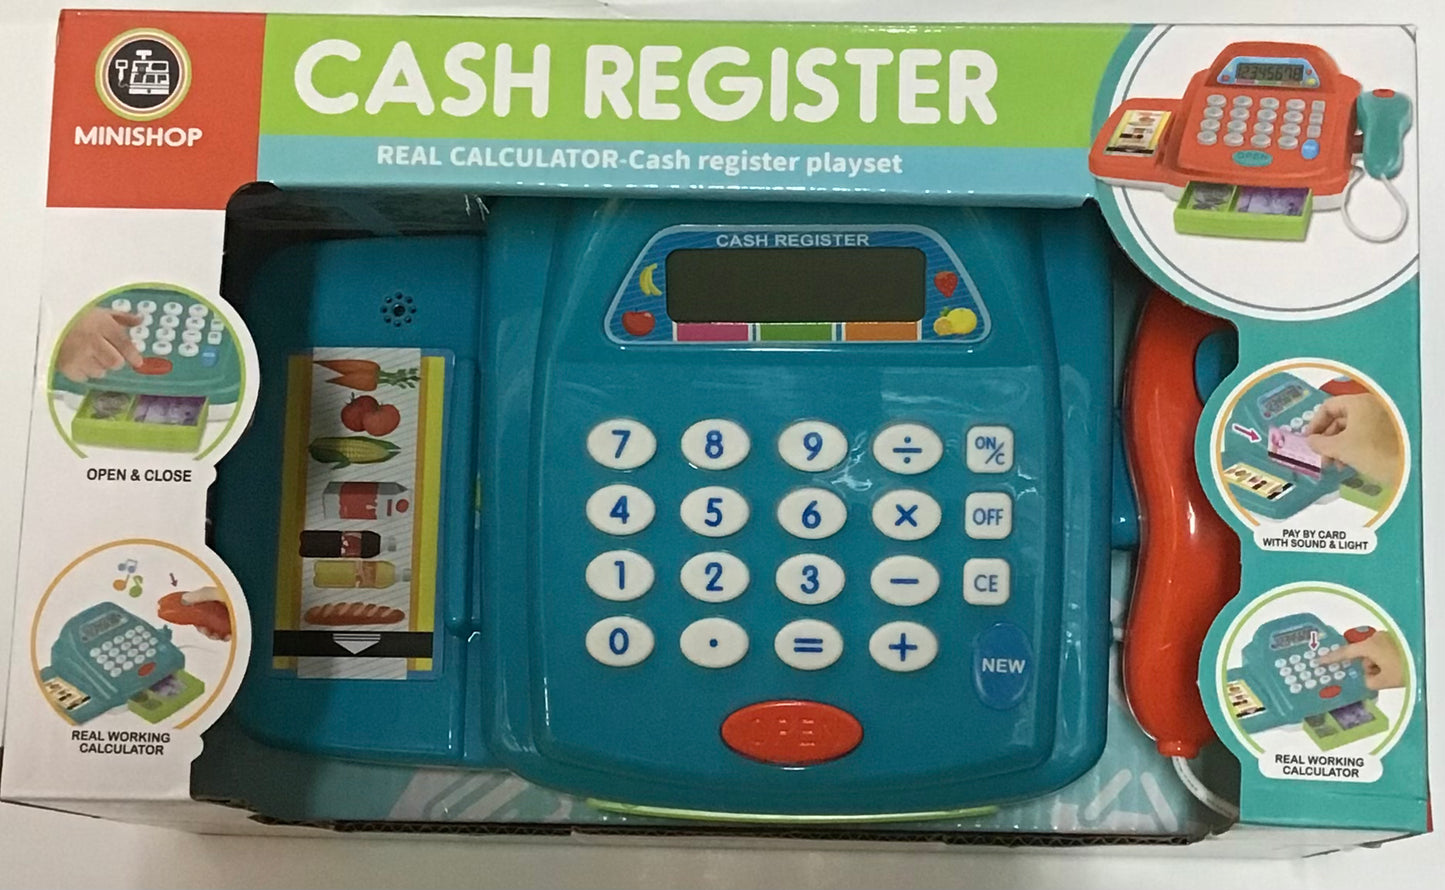 MINISHOP
CASH REGISTER
REAL CALCULATOR-Cash register playset
12345678
OPEN
CASH REGISTER
OPEN & CLOSE
REAL WORKING
CALCULATOR
7 8 9 ÷ ON/C
4 5 6 × OFF
1 2 3 − CE
0 . = +
NEW
OPEN
PAY BY CARD
WITH SOUND & LIGHT
REAL WORKING
CALCULATOR